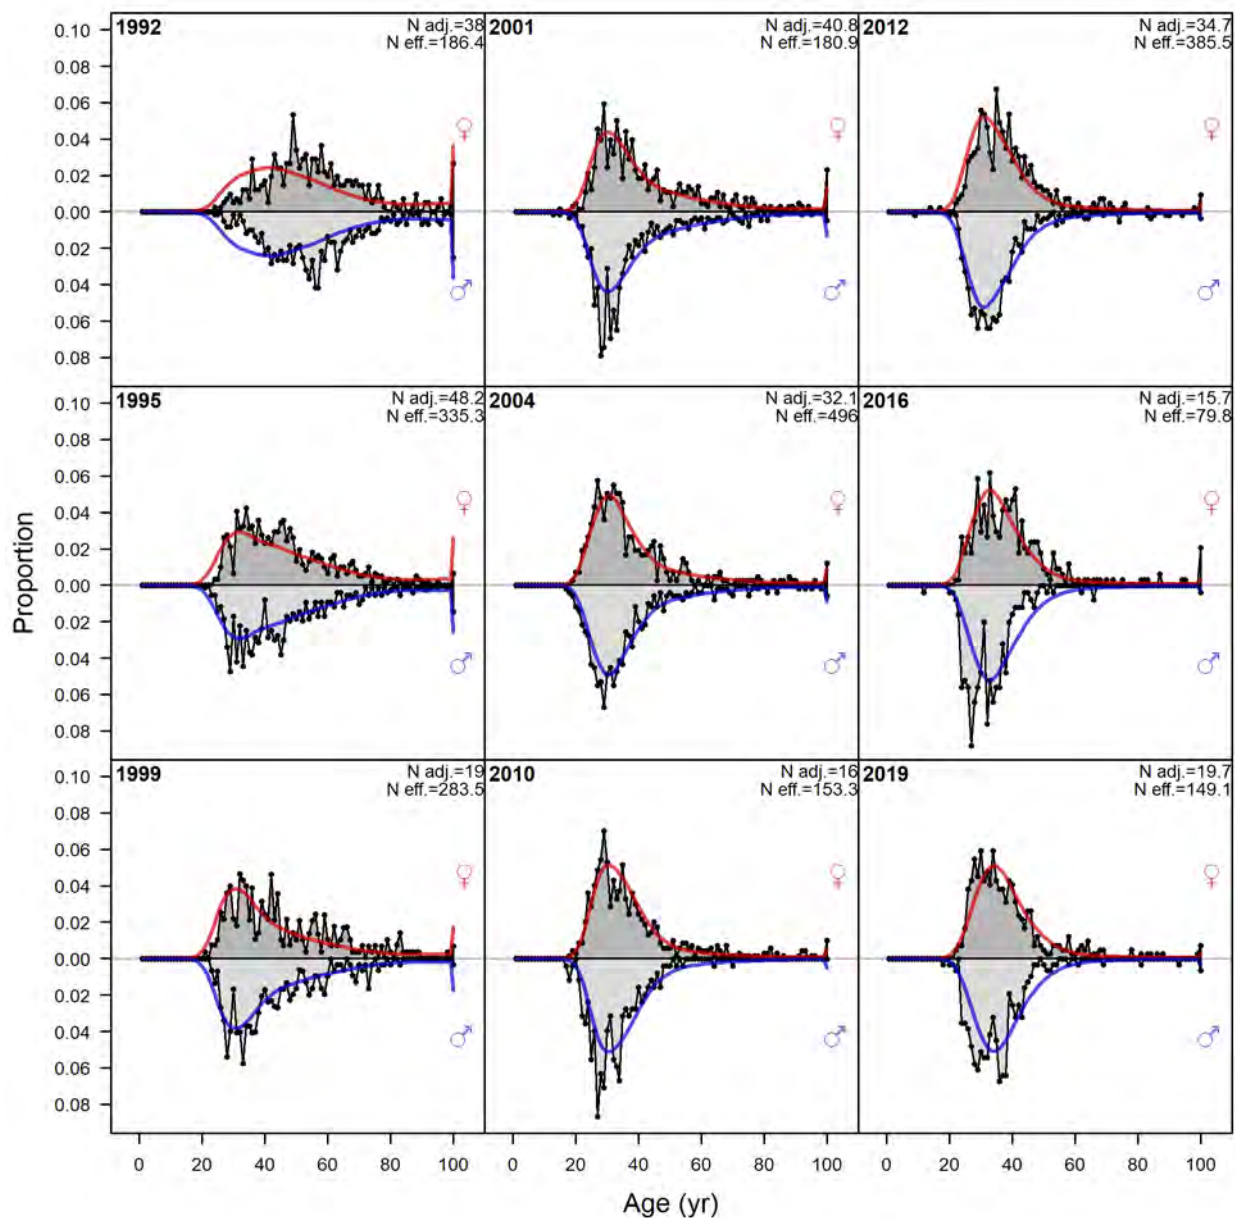 1992
N adj.=38
N eff.=186.4
2001
N adj.=40.8
N eff.=180.9
2012
N adj.=34.7
N eff.=385.5
0.10
0.08
0.06
0.04
0.02
0.00
0.02
0.04
0.06
0.08
♀
♂
♀
♂
♀
♂
1995
N adj.=48.2
N eff.=335.3
2004
N adj.=32.1
N eff.=496
2016
N adj.=15.7
N eff.=79.8
0.10
0.08
0.06
0.04
0.02
0.00
0.02
0.04
0.06
0.08
♀
♂
♀
♂
♀
♂
Proportion
1999
N adj.=19
N eff.=283.5
2010
N adj.=16
N eff.=153.3
2019
N adj.=19.7
N eff.=149.1
0.10
0.08
0.06
0.04
0.02
0.00
0.02
0.04
0.06
0.08
♀
♂
♀
♂
♀
♂
0 20 40 60 80 100
0 20 40 60 80 100
0 20 40 60 80 100
Age (yr)